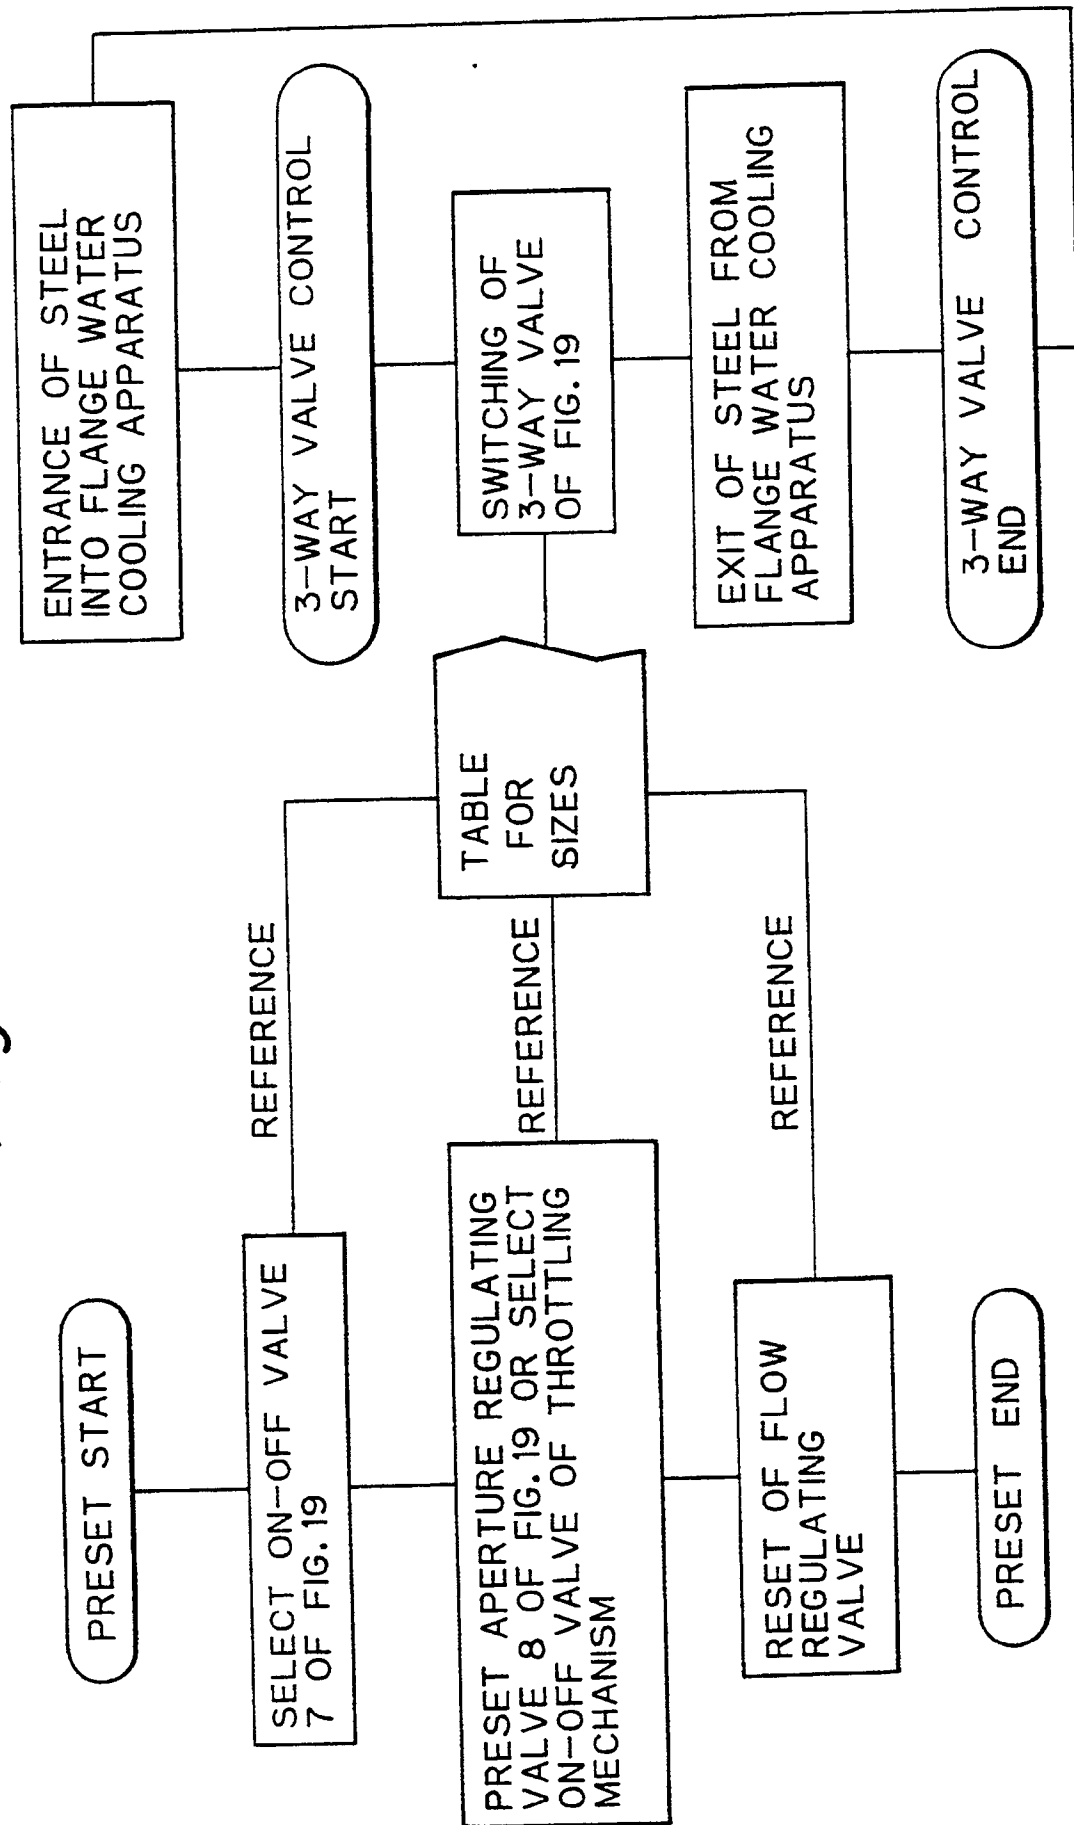 PRESET START
SELECT ON-OFF VALVE
7 OF FIG.19
PRESET APERTURE REGULATING
VALVE 8 OF FIG.19 OR SELECT
ON-OFF VALVE OF THROTTLING
MECHANISM
RESET OF FLOW
REGULATING
VALVE
PRESET END
REFERENCE
REFERENCE
REFERENCE
TABLE
FOR
SIZES
ENTRANCE OF STEEL
INTO FLANGE WATER
COOLING APPARATUS
3-WAY VALVE CONTROL
START
SWITCHING OF
3-WAY VALVE
OF FIG.19
EXIT OF STEEL FROM
FLANGE WATER COOLING
APPARATUS
3-WAY VALVE CONTROL
END